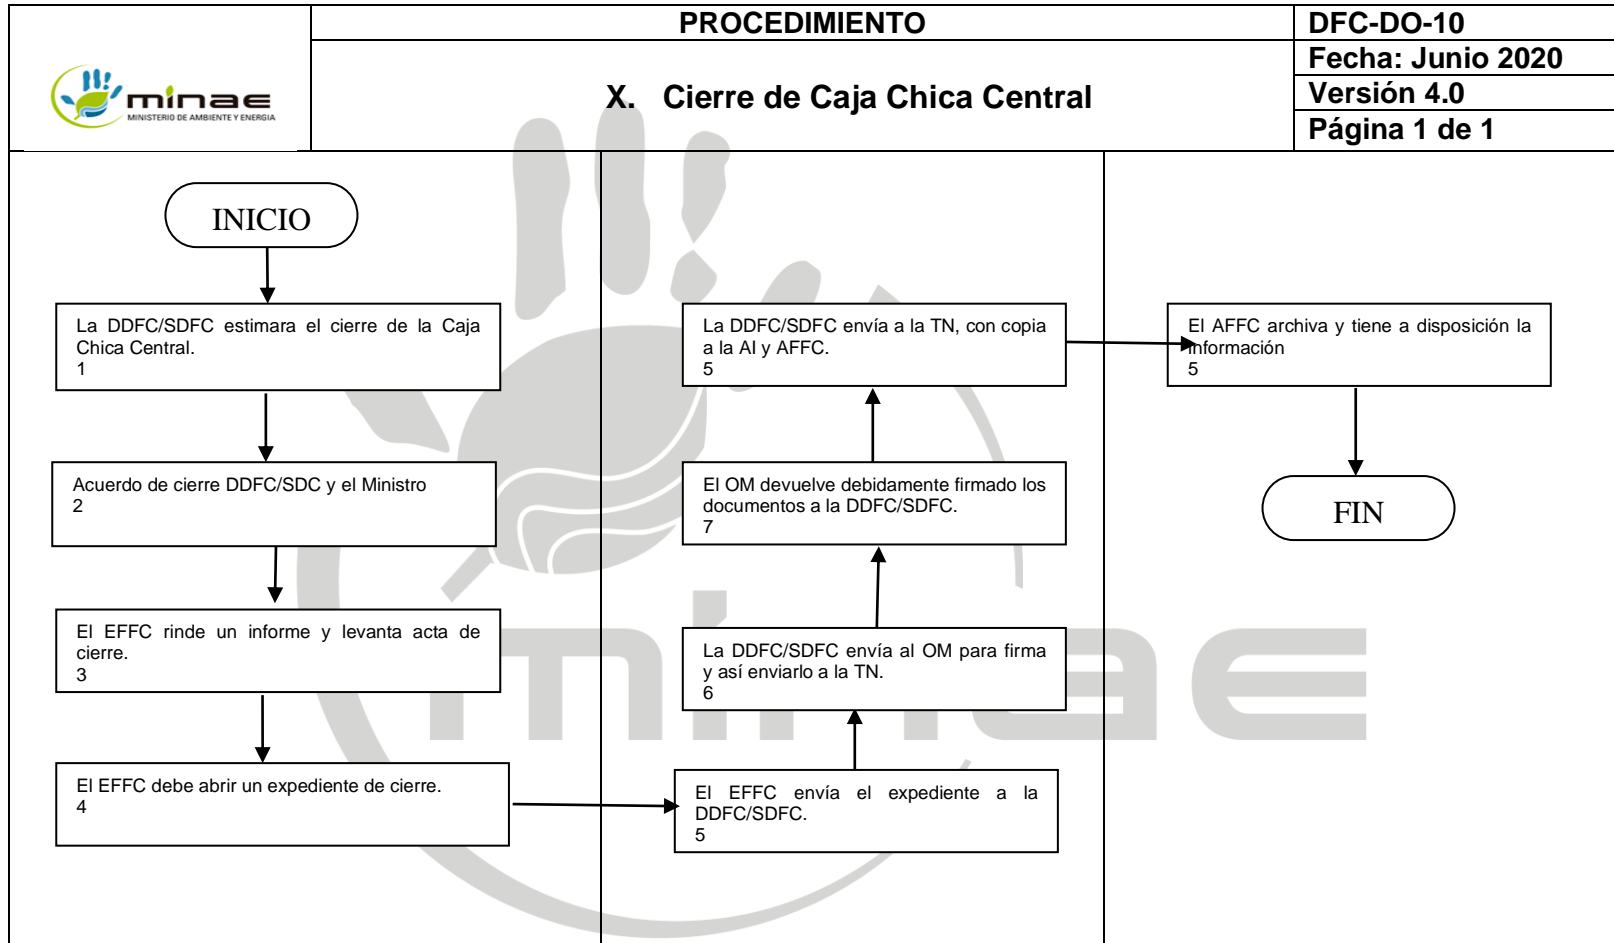 minae
MINISTERIO DE AMBIENTE Y ENERGIA
PROCEDIMIENTO
X. Cierre de Caja Chica Central
DFC-DO-10
Fecha: Junio 2020
Versión 4.0
Página 1 de 1
INICIO
La DDFC/SDFC estimara el cierre de la Caja
Chica Central.
1
Acuerdo de cierre DDFC/SDC y el Ministro
2
El EFFC rinde un informe y levanta acta de
cierre.
3
El EFFC debe abrir un expediente de cierre.
4
El EFFC envía el expediente a la
DDFC/SDFC.
5
La DDFC/SDFC envía al OM para firma
y así enviarlo a la TN.
6
El OM devuelve debidamente firmado los
documentos a la DDFC/SDFC.
7
La DDFC/SDFC envía a la TN, con copia
a la AI y AFFC.
5
El AFFC archiva y tiene a disposición la
información
5
FIN
minae